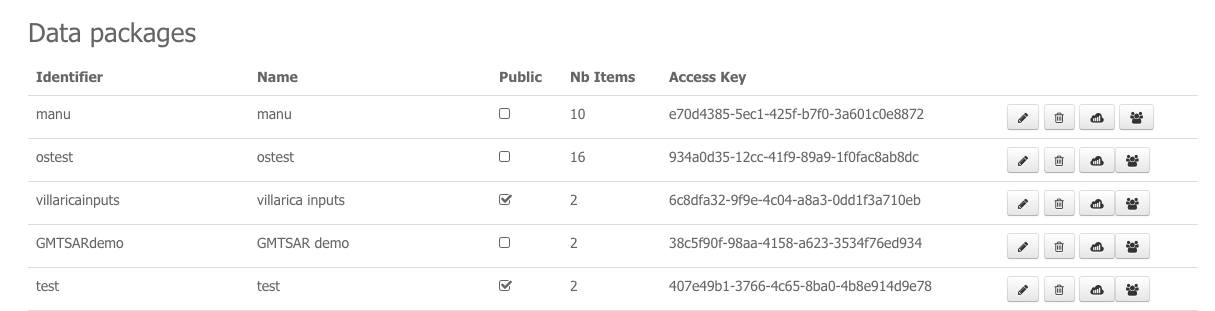 Data packages
Identifier Name Public Nb Items Access Key
manu manu 10 e70d4385-5ec1-425f-b7f0-3a601c0e8872
ostest ostest 16 934a0d35-12cc-41f9-89a9-1f0fac8ab8dc
villaricainputs villarica inputs 2 6c8dfa32-9f9e-4c04-a8a3-0dd1f3a710eb
GMTSARdemo GMTSAR demo 2 38c5f90f-98aa-4158-a623-3534f76ed934
test test 2 407e49b1-3766-4c65-8ba0-4b8e914d9e78